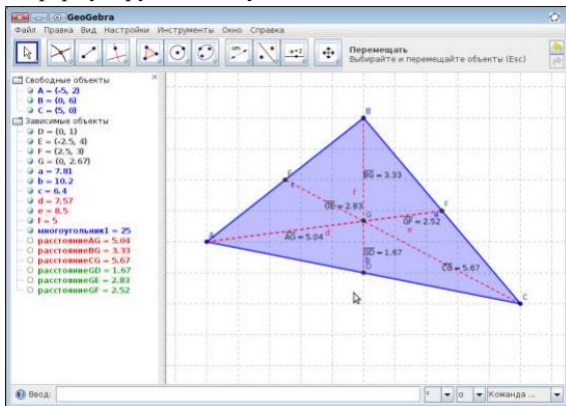 GeoGebra
Файл Правка Вид Настройки Инструменты Окно Справка
Перемещать
Выбирайте и перемещайте объекты (Esc)
Свободные объекты
A = (-5, 2)
B = (0, 6)
C = (5, 0)
Зависимые объекты
D = (0, 1)
E = (-2.5, 4)
F = (2.5, 3)
G = (0, 2.67)
a = 7.81
b = 10.2
c = 6.4
d = 7.57
e = 8.5
f = 5
многоугольник1 = 25
расстояниеAG = 5.04
расстояниеBG = 3.33
расстояниеCG = 5.67
расстояниеGD = 1.67
расстояниеGE = 2.83
расстояниеGF = 2.52
B
BG = 3.33
E
c
f
GE = 2.83
F
G
GF = 2.52
A
AG = 5.04
d
e
GD = 1.67
CG = 5.67
D
C
Ввод:
α
Команда ...